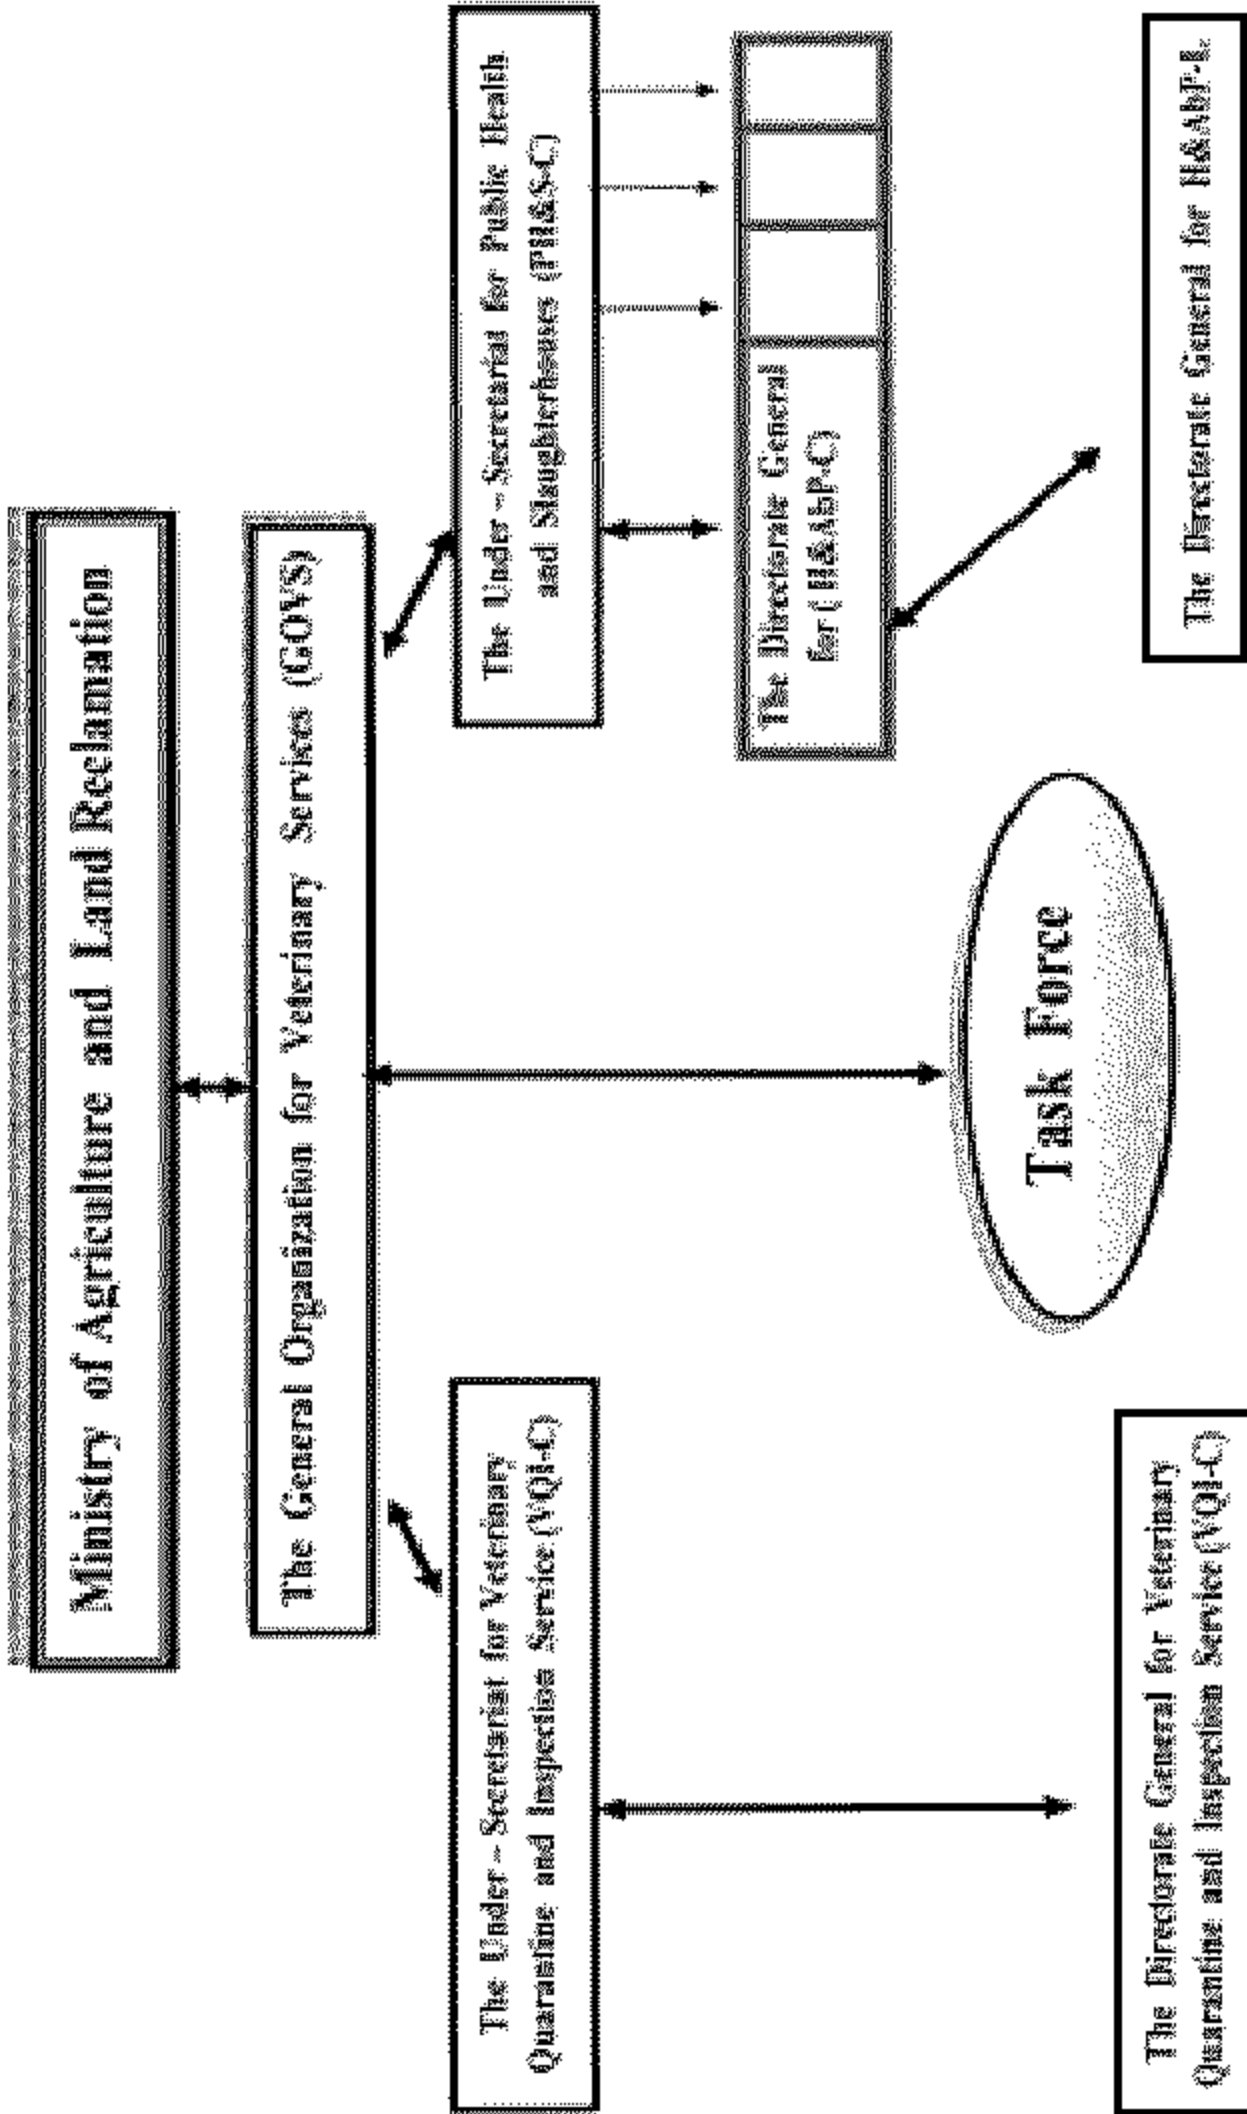 Ministry of Agriculture and Land Reclamation
The General Organization for Veterinary Services (GOVS)
The Under - Secretariat for Veterinary
Quarantine and Inspection Service (VQI-C)
The Under - Secretariat for Public Health
and Slaughterhouses (PH&S-C)
The Directorate General
for ( H&AbP-C)
Task Force
The Directorate General for Veterinary
Quarantine and Inspection Service (VQI-C)
The Directorate General for H&AbP-L